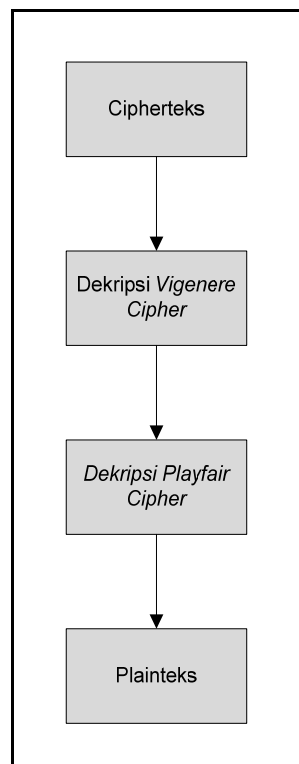 Cipherteks
Dekripsi Vigenere
Cipher
Dekripsi Playfair
Cipher
Plainteks